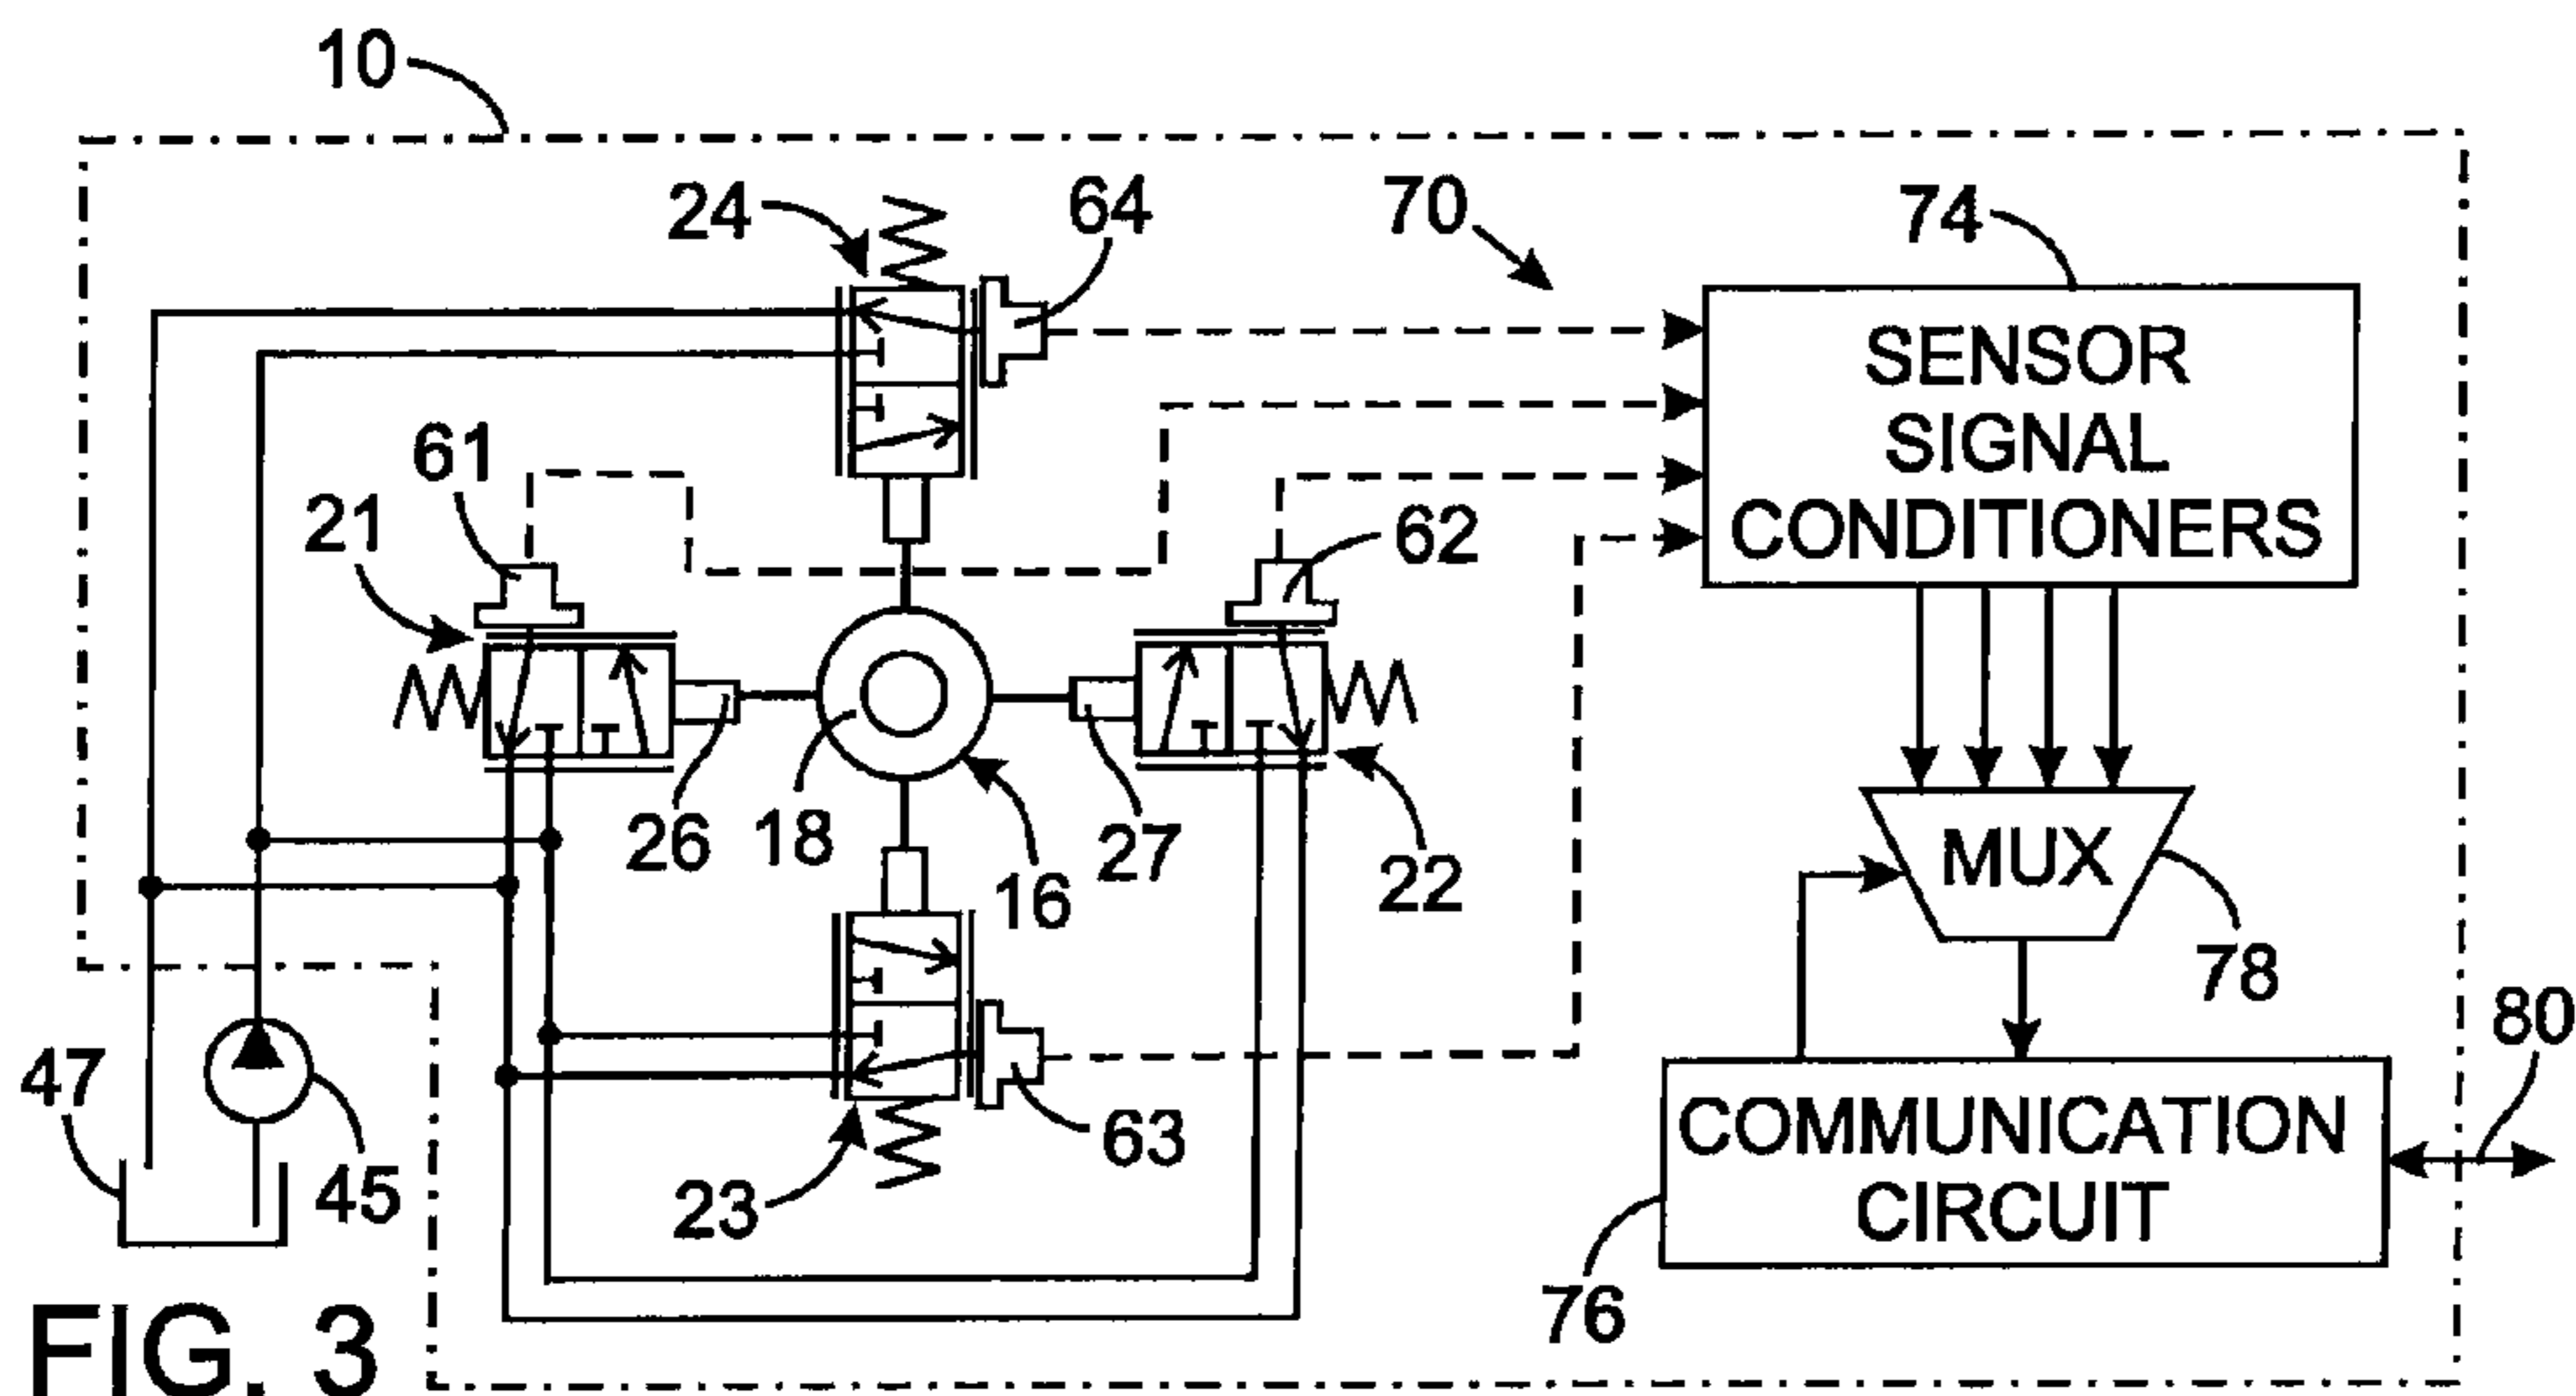 10
24
64
70
74
SENSOR
SIGNAL
CONDITIONERS
61
21
62
26
18
27
16
22
MUX
78
80
47
45
23
63
COMMUNICATION
CIRCUIT
76
FIG. 3